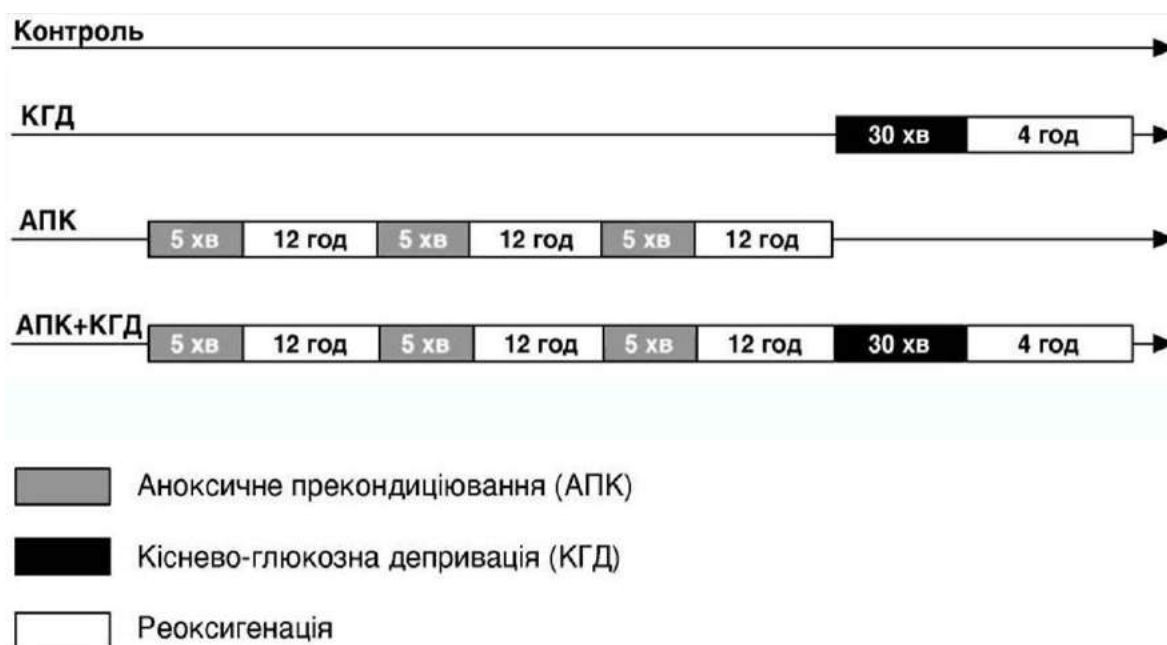 Контроль
КГД
30 хв 4 год
АПК
5 хв 12 год 5 хв 12 год 5 хв 12 год
АПК+КГД
5 хв 12 год 5 хв 12 год 5 хв 12 год 30 хв 4 год
Аноксичне прекондиціювання (АПК)
Кіснево-глюкозна депривація (КГД)
Реоксигенація